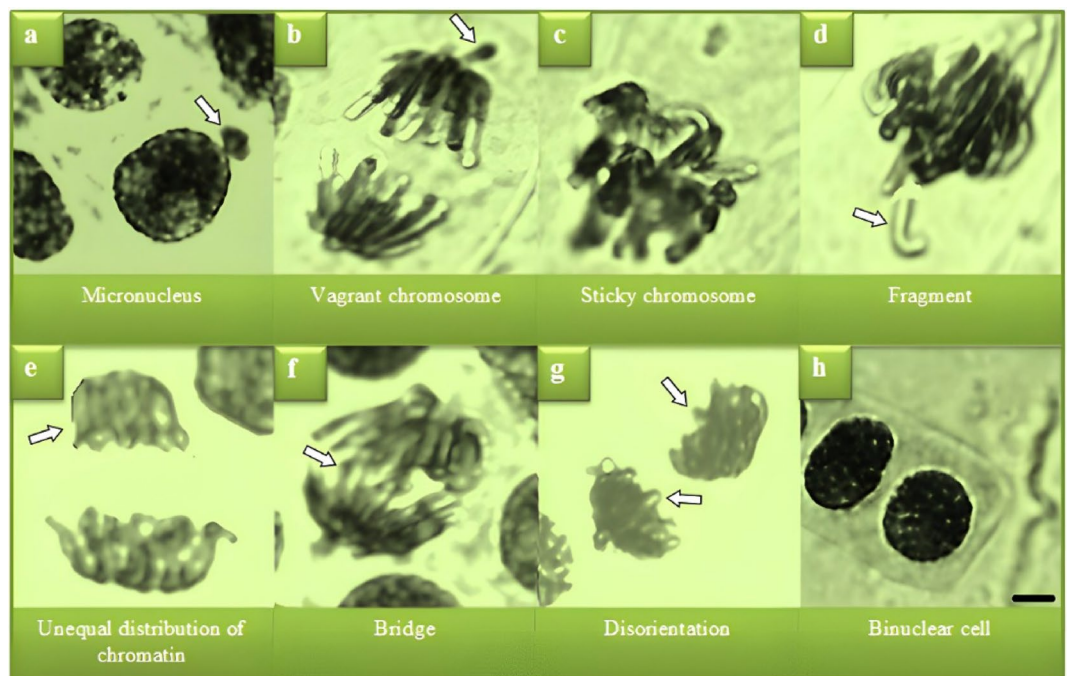 a
b
c
d
Micronucleus
Vagrant chromosome
Sticky chromosome
Fragment
e
f
g
h
Unequal distribution of
chromatin
Bridge
Disorientation
Binuclear cell